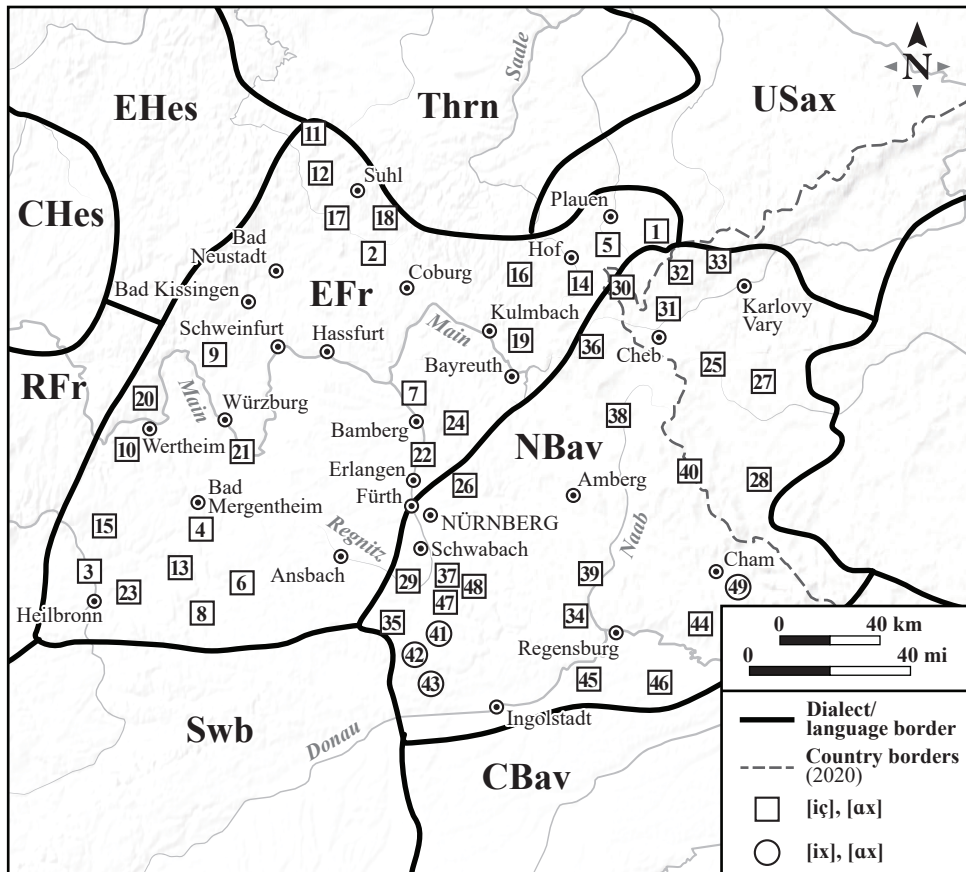 EHes
Thrn
Saale
USax
N
11
12
Suhl
CHes
17
18
Plauen
1
5
Bad
Neustadt
2
Hof
33
32
EFr
Coburg
16
14
30
Karlovy
Vary
Bad Kissingen
31
Schweinfurt
Hassfurt
Main
Kulmbach
19
36
Cheb
9
25
RFr
Bayreuth
27
20
Main
Würzburg
7
38
Wertheim
Bamberg
24
NBav
10
21
22
40
Erlangen
26
28
Bad
Mergentheim
Fürth
Amberg
15
4
NÜRNBERG
Naab
Regnitz
Schwabach
3
13
6
Ansbach
29
37
48
39
Cham
49
23
47
Heilbronn
8
35
41
34
44
Regensburg
42
43
45
46
Swb
Donau
Ingolstadt
CBav
0 40 km
0 40 mi
Dialect/
language border
Country borders
(2020)
[iç], [ɑx]
[ix], [ɑx]